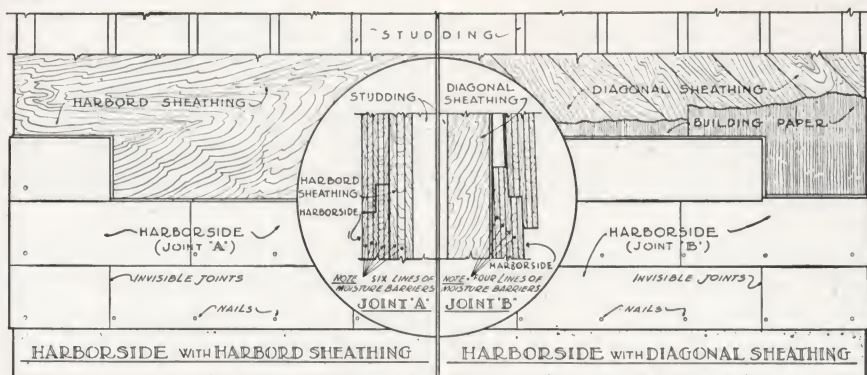 STUDDING
HARBORD SHEATHING
STUDDING
DIAGONAL
SHEATHING
DIAGONAL SHEATHING
BUILDING PAPER
HARBORD
SHEATHING
HARBORSIDE
HARBORSIDE
(JOINT "A")
HARBORSIDE
HARBORSIDE
(JOINT "B")
INVISIBLE JOINTS
NOTE SIX LINES OF
MOISTURE BARRIERS
JOINT "A"
NOTE - FOUR LINES OF
MOISTURE BARRIERS
JOINT "B"
INVISIBLE JOINTS
NAILS
NAILS
HARBORSIDE WITH HARBORD SHEATHING
HARBORSIDE WITH DIAGONAL SHEATHING